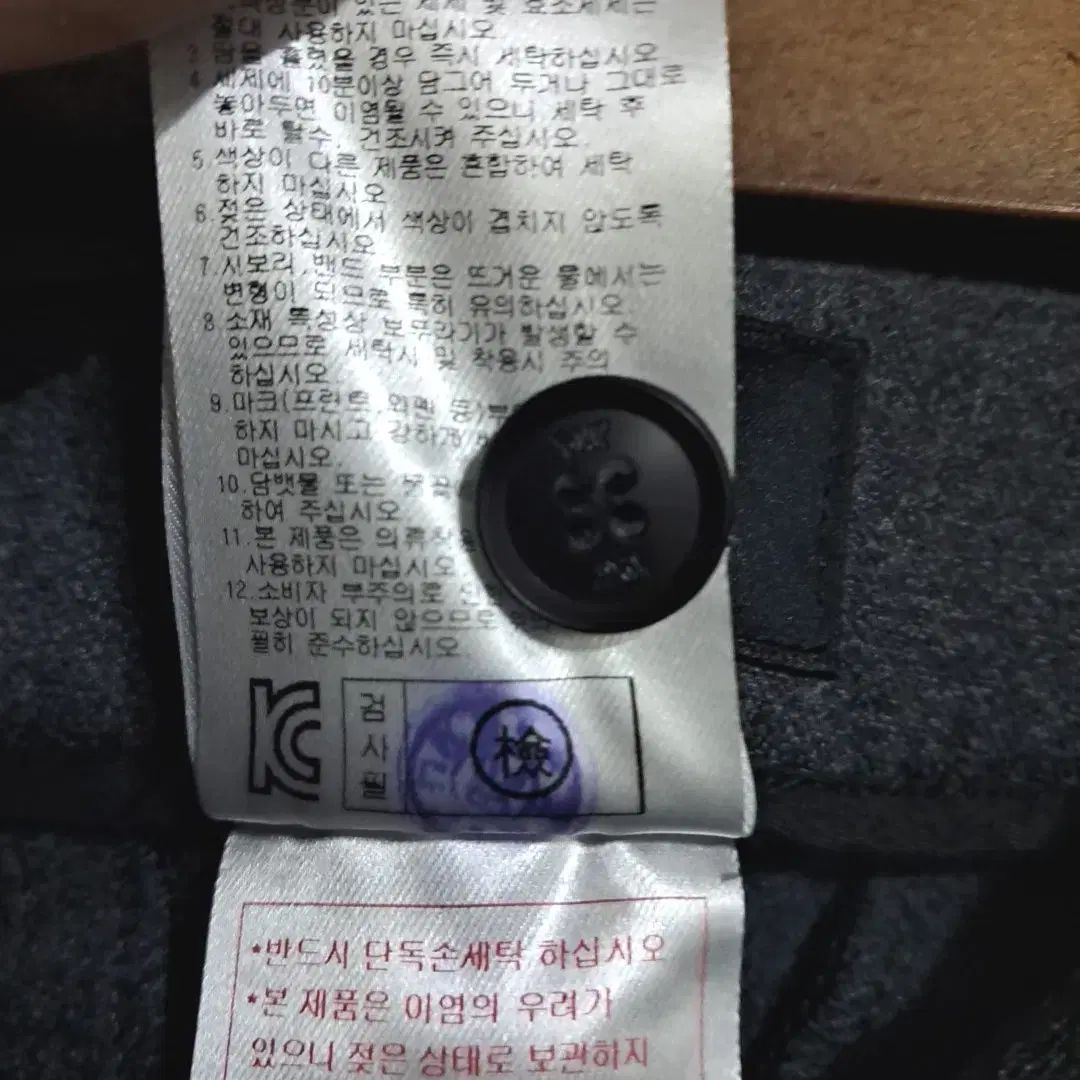 절대 사용하지 마십시오.
3.땀물 흘렸을 경우 즉시 세탁하십시오
4.세제에 10분이상 담그어 두거나 그대로
놓아두면 이염될 수 있으니 세탁 후
바로 탈수, 건조시켜 주십시오.
5.색상이 다른 제품은 혼합하여 세탁
하지 마십시오
6.젖은 상태에서 색상이 겹치지 않도록
건조하십시오
7.시보리,밴드 부분은 뜨거운 물에서는
변형이 되므로 특히 유의하십시오.
8.소재 특성상 보푸라기가 발생할 수
있으므로 세탁시 및 착용시 주의
하십시오.
9.마크(프린트,
하지 마시고 강하게
마십시오.
10.담뱃불 또는
하여 주십시오
11.본 제품은
사용하지 마십시오.
12.소비자 부주의로
보상이 되지 않으므로
필히 준수하십시오.
KC
검사필
檢
*반드시 단독손세탁 하십시오
*본 제품은 이염의 우려가
있으니 젖은 상태로 보관하지